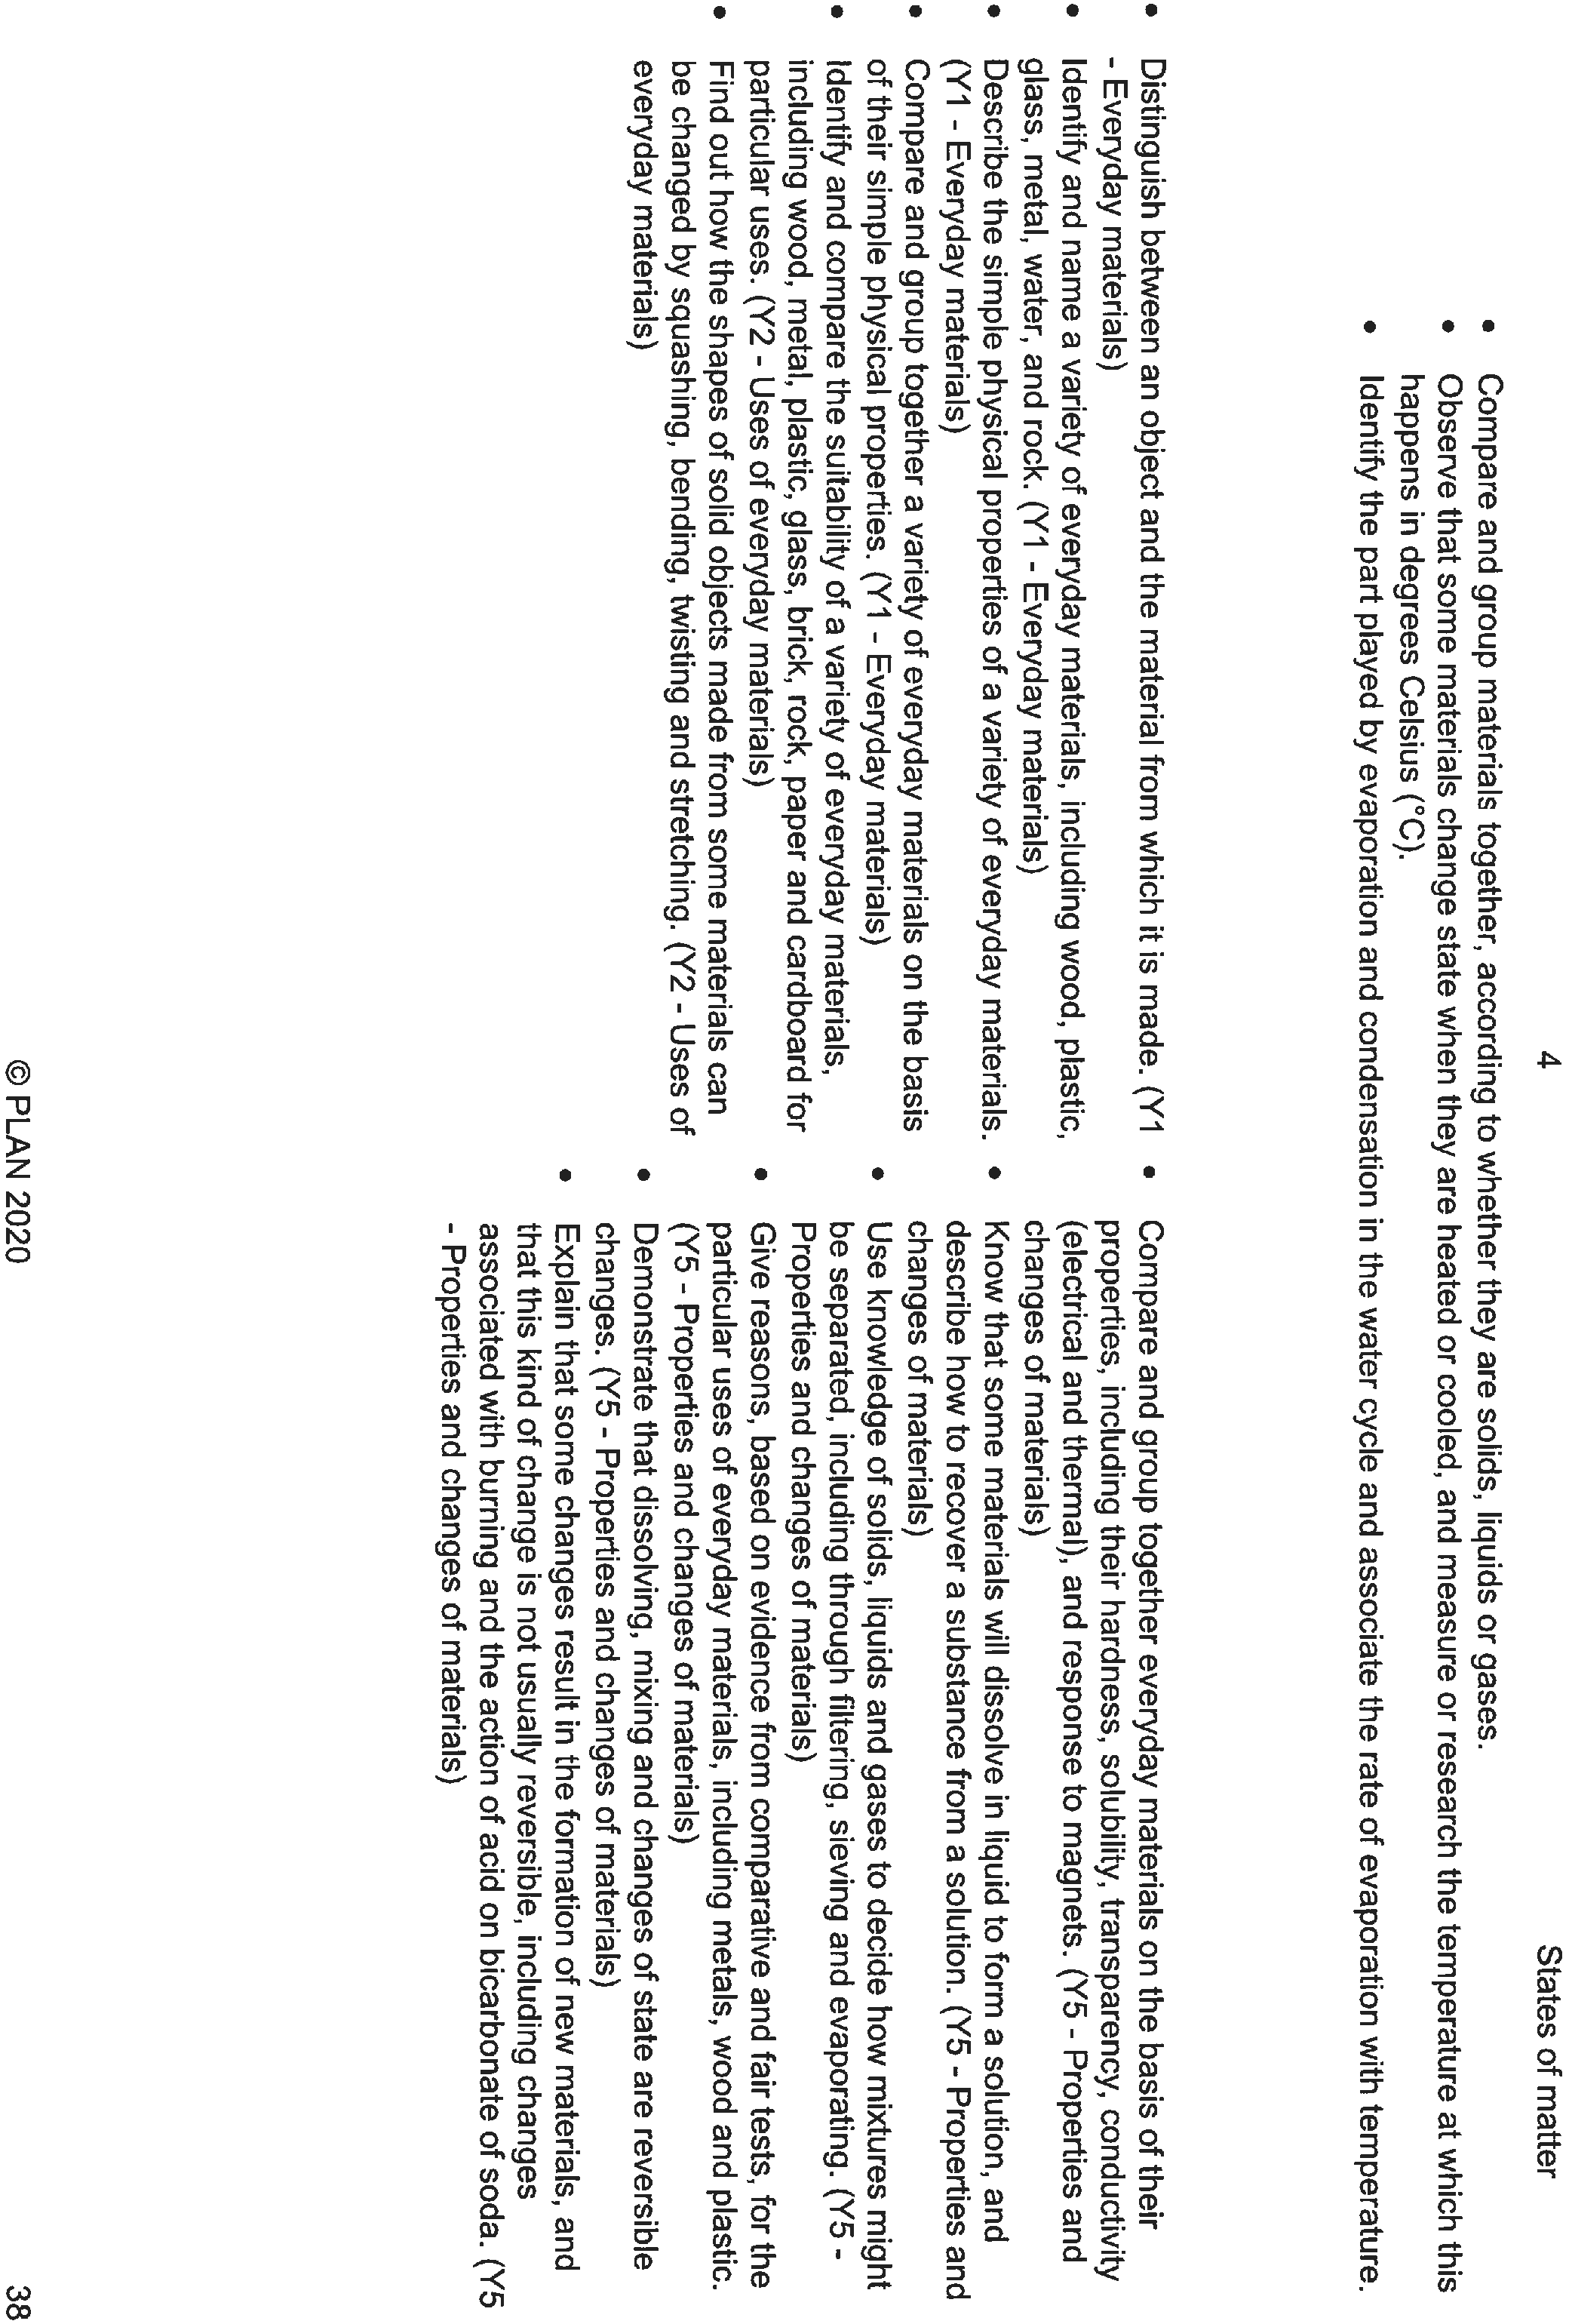 4 States of matter
• Compare and group materials together, according to whether they are solids, liquids or gases.
• Observe that some materials change state when they are heated or cooled, and measure or research the temperature at which this
happens in degrees Celsius (°C).
• Identify the part played by evaporation and condensation in the water cycle and associate the rate of evaporation with temperature.
• Distinguish between an object and the material from which it is made. (Y1
- Everyday materials)
• Identify and name a variety of everyday materials, including wood, plastic,
glass, metal, water, and rock. (Y1 - Everyday materials)
• Describe the simple physical properties of a variety of everyday materials.
(Y1 - Everyday materials)
• Compare and group together a variety of everyday materials on the basis
of their simple physical properties. (Y1 - Everyday materials)
• Identify and compare the suitability of a variety of everyday materials,
including wood, metal, plastic, glass, brick, rock, paper and cardboard for
particular uses. (Y2 - Uses of everyday materials)
• Find out how the shapes of solid objects made from some materials can
be changed by squashing, bending, twisting and stretching. (Y2 - Uses of
everyday materials)
• Compare and group together everyday materials on the basis of their
properties, including their hardness, solubility, transparency, conductivity
(electrical and thermal), and response to magnets. (Y5 - Properties and
changes of materials)
• Know that some materials will dissolve in liquid to form a solution, and
describe how to recover a substance from a solution. (Y5 - Properties and
changes of materials)
• Use knowledge of solids, liquids and gases to decide how mixtures might
be separated, including through filtering, sieving and evaporating. (Y5 -
Properties and changes of materials)
• Give reasons, based on evidence from comparative and fair tests, for the
particular uses of everyday materials, including metals, wood and plastic.
(Y5 - Properties and changes of materials)
• Demonstrate that dissolving, mixing and changes of state are reversible
changes. (Y5 - Properties and changes of materials)
• Explain that some changes result in the formation of new materials, and
that this kind of change is not usually reversible, including changes
associated with burning and the action of acid on bicarbonate of soda. (Y5
- Properties and changes of materials)
© PLAN 2020 38